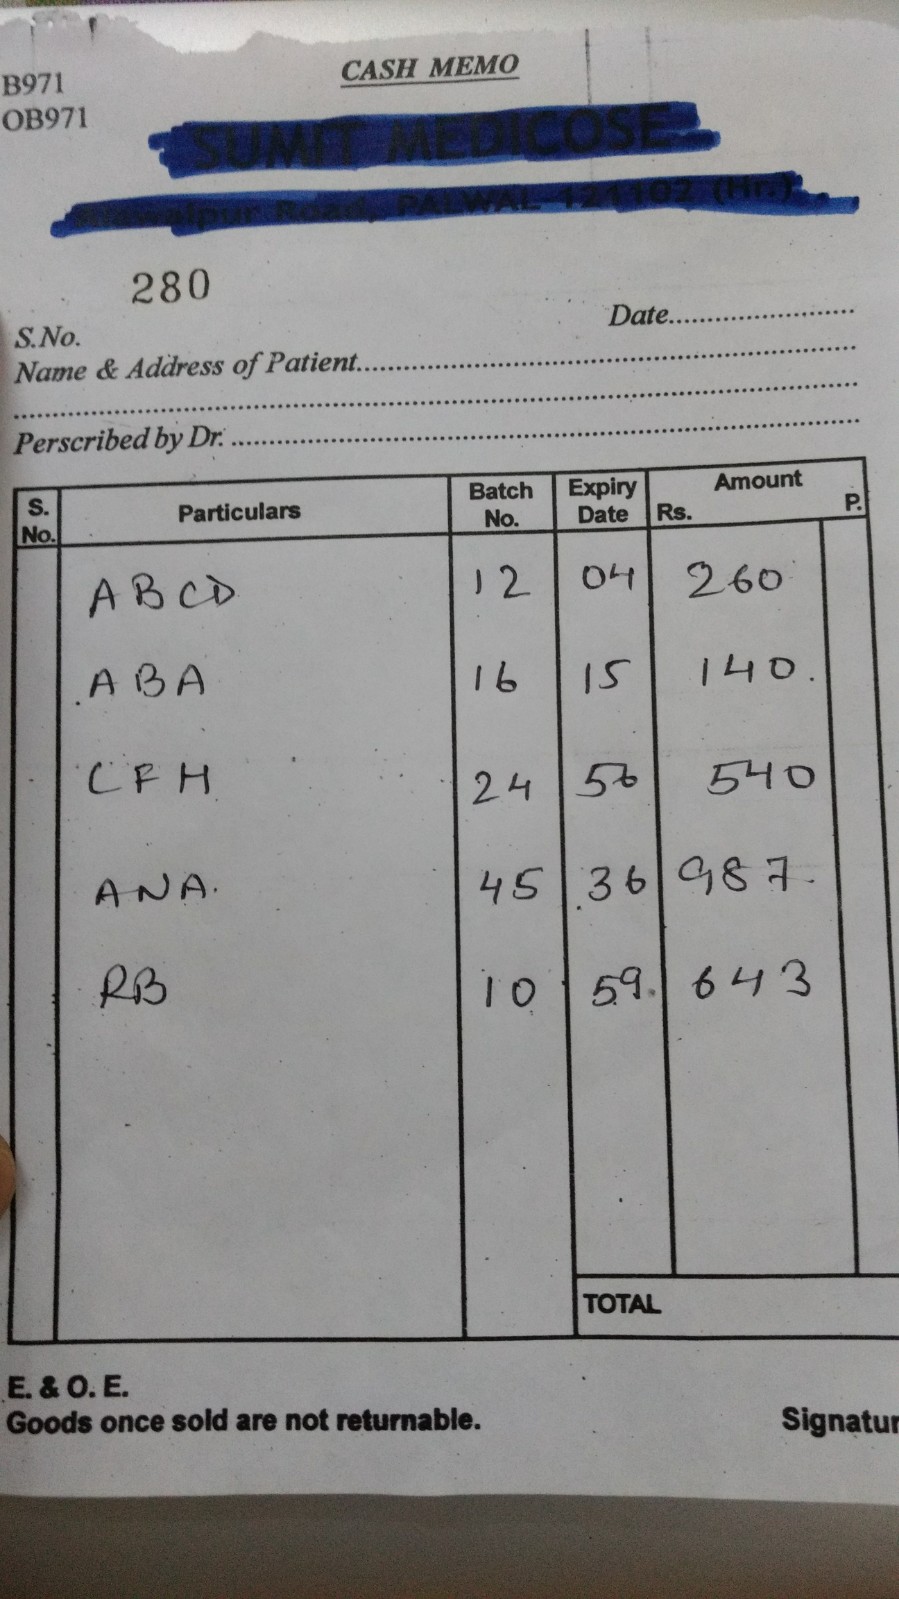 B971
CASH MEMO
OB971
SUMIT MEDICOSE
Road, PALWAL-121102 (Hr.)
280
S.No.
Date
Name & Address of Patient
Perscribed by Dr.
S. No. Particulars Batch No. Expiry Date Amount Rs. P.
ABCD 12 04 260
ABA 16 15 140.
CFH 24 56 540
ANA. 45 36 987
RB 10 59. 643
TOTAL
E. & O. E.
Goods once sold are not returnable. Signatur